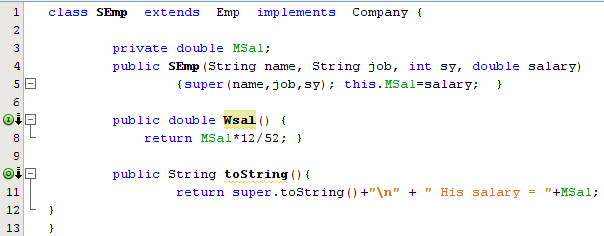 1 class SEmp extends Emp implements Company {
2
3 private double MSal;
4 public SEmp(String name, String job, int sy, double salary)
5 {super(name,job,sy); this.MSal=salary; }
6
public double Wsal() {
8 return MSal*12/52; }
9
public String toString(){
11 return super.toString()+"\n" + " His salary = "+MSal;
12 }
13 }